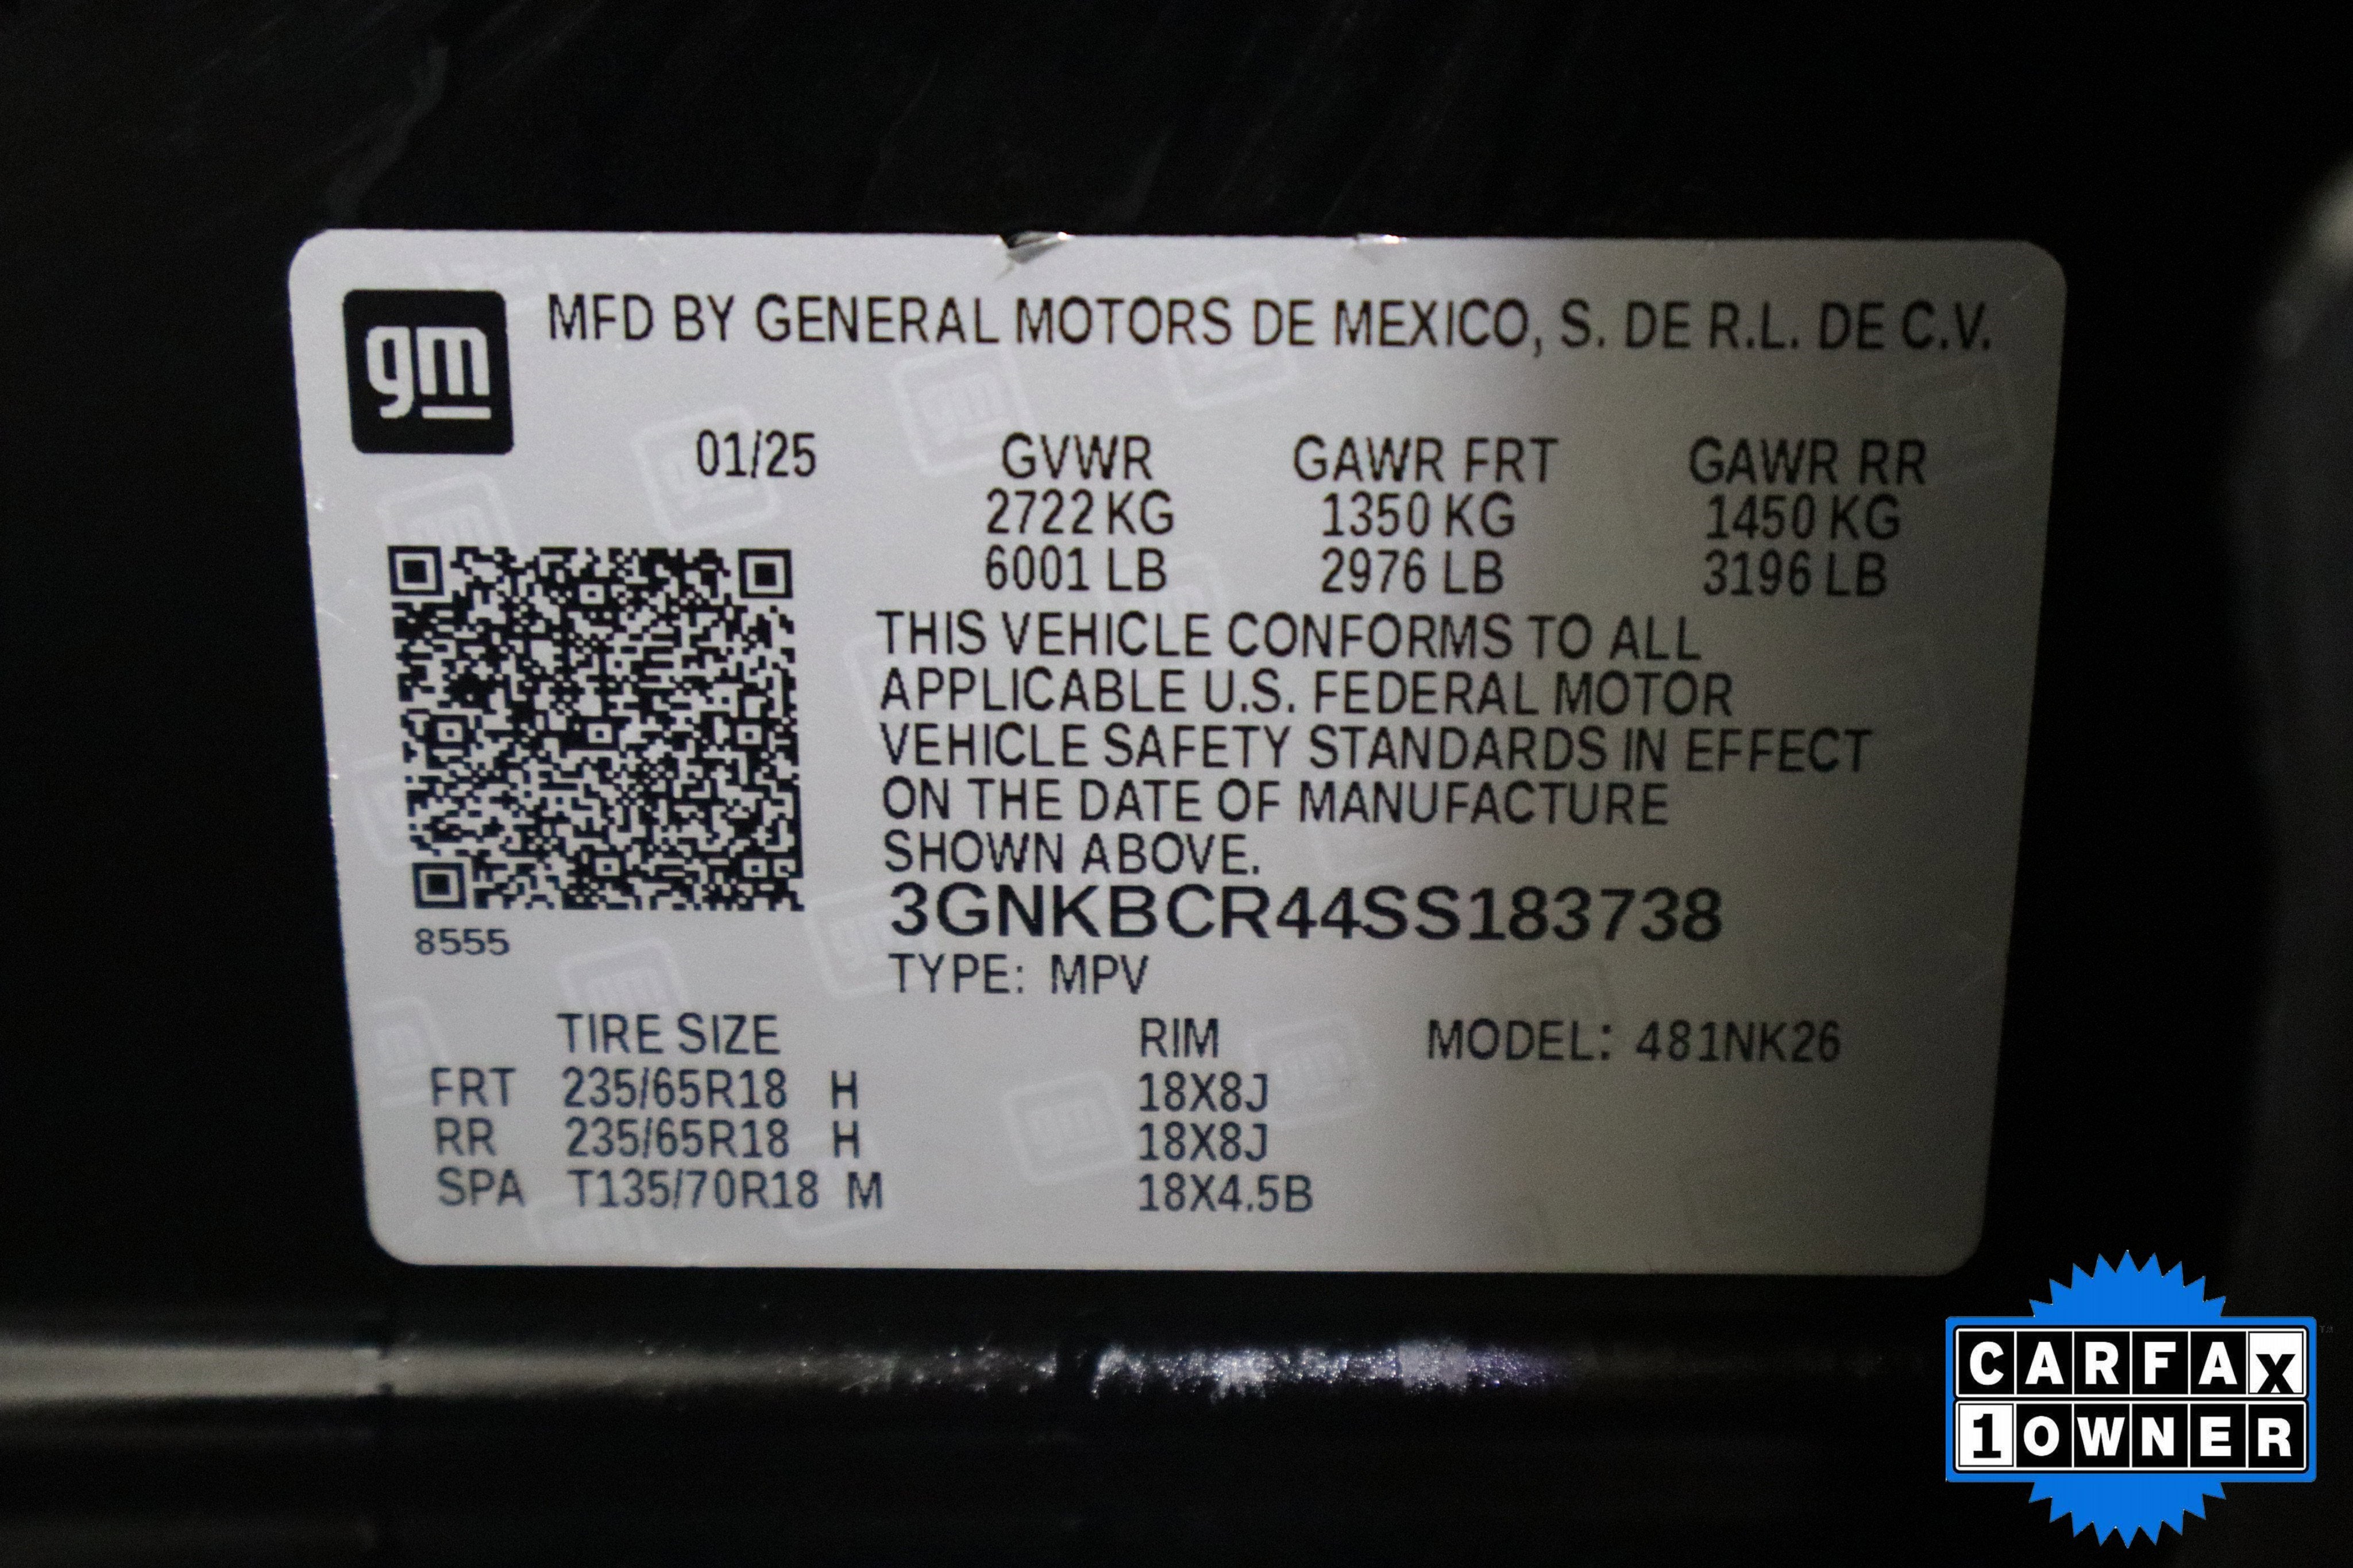 gm
MFD BY GENERAL MOTORS DE MEXICO, S. DE R.L. DE C.V.
01/25 GVWR GAWR FRT GAWR RR
2722 KG 1350 KG 1450 KG
6001 LB 2976 LB 3196 LB
THIS VEHICLE CONFORMS TO ALL
APPLICABLE U.S. FEDERAL MOTOR
VEHICLE SAFETY STANDARDS IN EFFECT
ON THE DATE OF MANUFACTURE
SHOWN ABOVE.
3GNKBCR44SS183738
8555
TYPE: MPV
TIRE SIZE RIM MODEL: 481NK26
FRT 235/65R18 H 18X8J
RR 235/65R18 H 18X8J
SPA T135/70R18 M 18X4.5B
CARFAX
1 OWNER